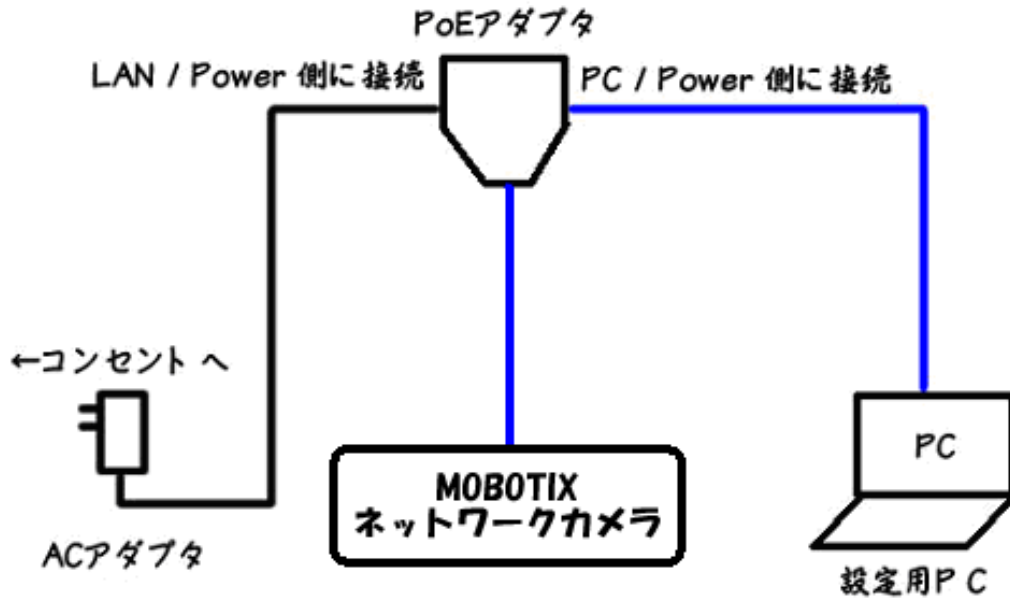 PoEアダプタ
LAN / Power 側に接続
PC / Power 側に接続
←コンセント へ
PC
MOBOTIX
ネットワークカメラ
ACアダプタ
設定用ＰＣ